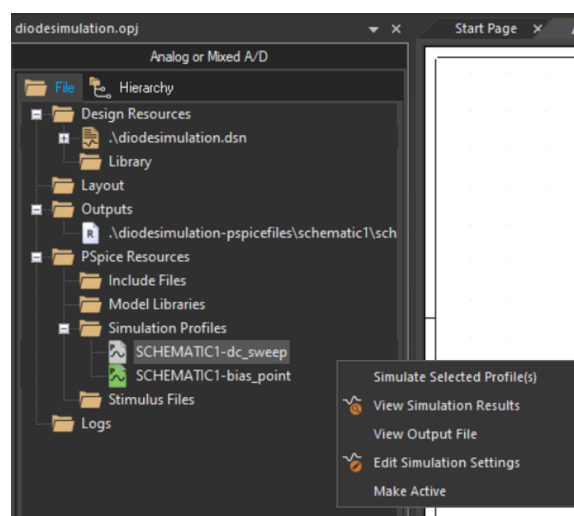 diodesimulation.opj
Start Page
Analog or Mixed A/D
File Hierarchy
Design Resources
.\diodesimulation.dsn
Library
Layout
Outputs
R .\diodesimulation-pspicefiles\schematic1\sch
PSpice Resources
Include Files
Model Libraries
Simulation Profiles
SCHEMATIC1-dc_sweep
SCHEMATIC1-bias_point
Stimulus Files
Logs
Simulate Selected Profile(s)
View Simulation Results
View Output File
Edit Simulation Settings
Make Active